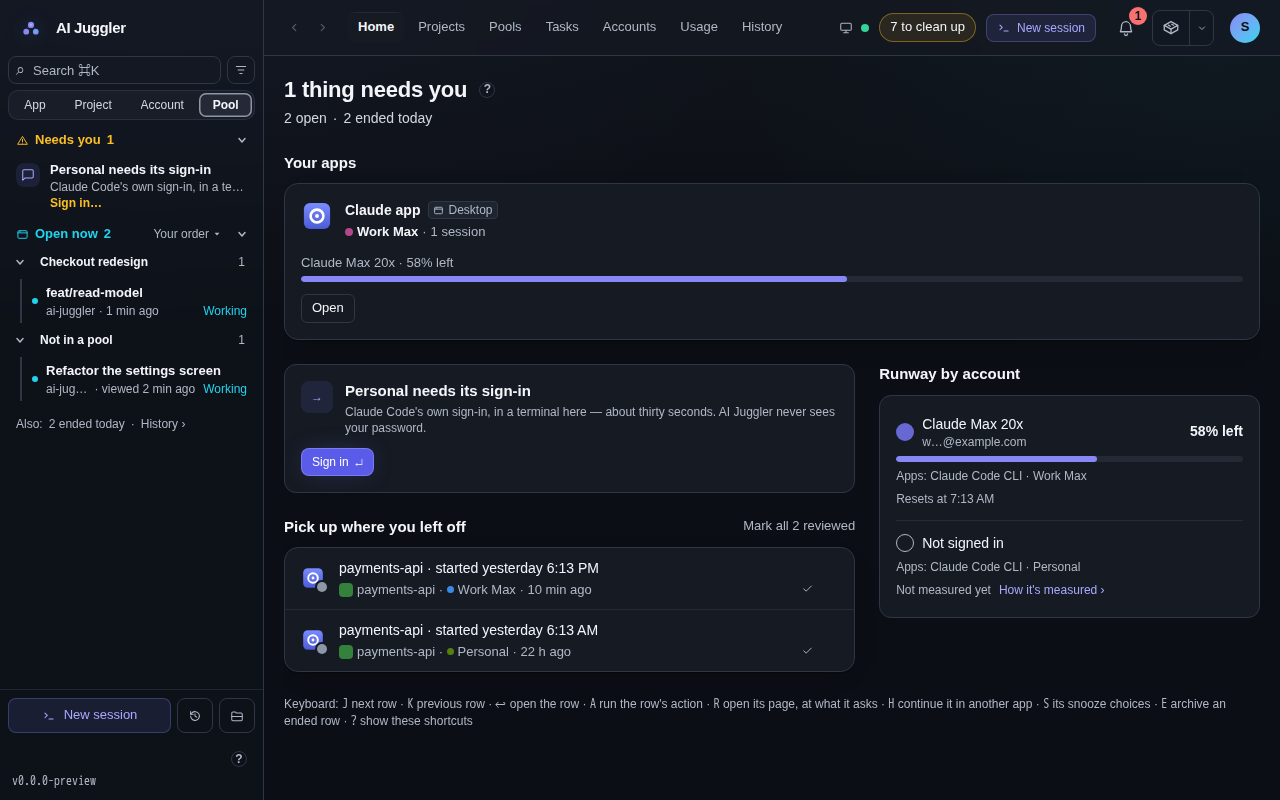 AI Juggler
Search ⌘K
App Project Account Pool
Needs you 1
Personal needs its sign-in
Claude Code's own sign-in, in a te…
Sign in…
Open now 2 Your order
Checkout redesign 1
feat/read-model
ai-juggler · 1 min ago Working
Not in a pool 1
Refactor the settings screen
ai-jug… · viewed 2 min ago Working
Also: 2 ended today · History ›
New session
?
v0.0.0-preview
Home Projects Pools Tasks Accounts Usage History
7 to clean up
New session
1
S
1 thing needs you ?
2 open · 2 ended today
Your apps
Claude app Desktop
Work Max · 1 session
Claude Max 20x · 58% left
Open
Personal needs its sign-in
Claude Code's own sign-in, in a terminal here — about thirty seconds. AI Juggler never sees
your password.
Sign in ↵
Pick up where you left off Mark all 2 reviewed
payments-api · started yesterday 6:13 PM
payments-api · Work Max · 10 min ago
payments-api · started yesterday 6:13 AM
payments-api · Personal · 22 h ago
Runway by account
Claude Max 20x
w…@example.com
58% left
Apps: Claude Code CLI · Work Max
Resets at 7:13 AM
Not signed in
Apps: Claude Code CLI · Personal
Not measured yet How it's measured ›
Keyboard: J next row · K previous row · ↩ open the row · A run the row's action · R open its page, at what it asks · H continue it in another app · S its snooze choices · E archive an
ended row · ? show these shortcuts